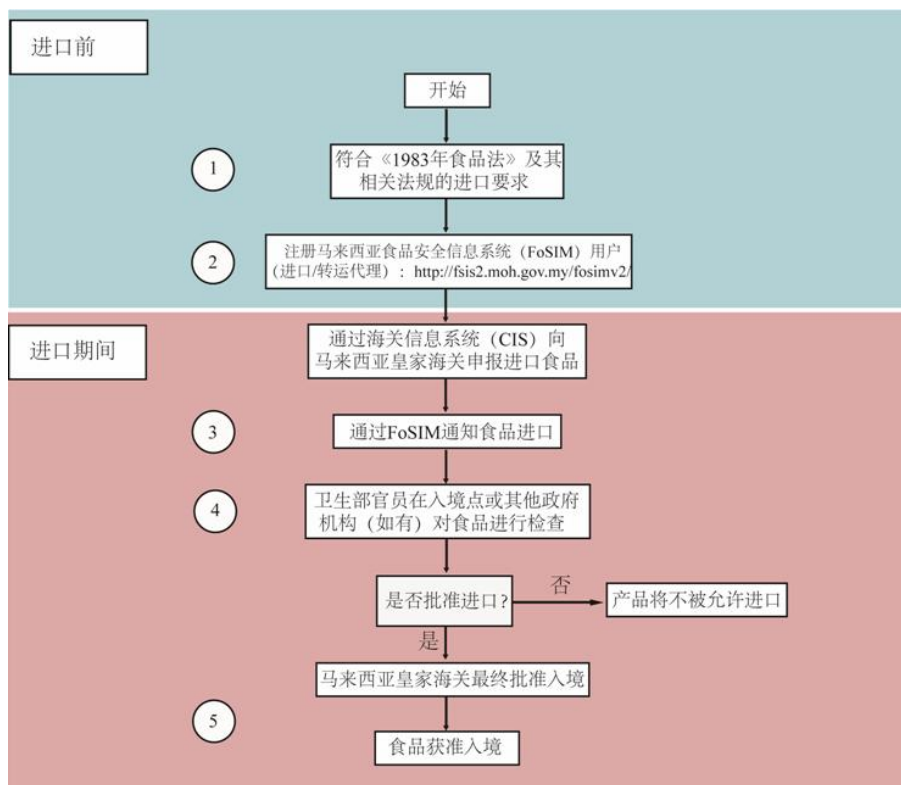 进口前
开始
1
符合《1983年食品法》及其
相关法规的进口要求
2
注册马来西亚食品安全信息系统（FoSIM）用户
（进口/转运代理）：http://fsis2.moh.gov.my/fosimv2/
进口期间
通过海关信息系统（CIS）向
马来西亚皇家海关申报进口食品
3
通过FoSIM通知食品进口
4
卫生部官员在入境点或其他政府
机构（如有）对食品进行检查
是否批准进口？
否
产品将不被允许进口
是
马来西亚皇家海关最终批准入境
5
食品获准入境